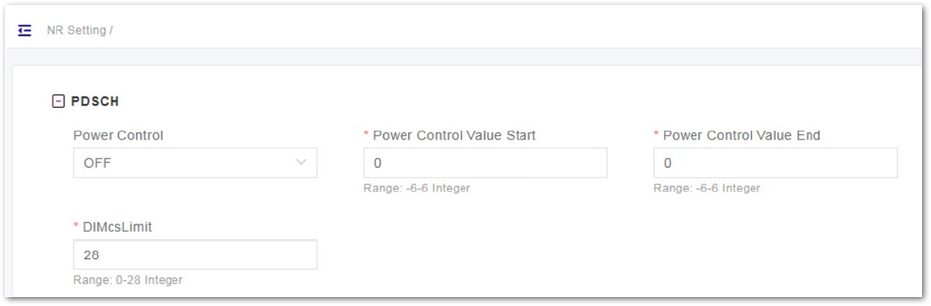 NR Setting /
PDSCH
Power Control
* Power Control Value Start
* Power Control Value End
OFF
0
0
Range: -6-6 Integer
Range: -6-6 Integer
* DlMcsLimit
28
Range: 0-28 Integer